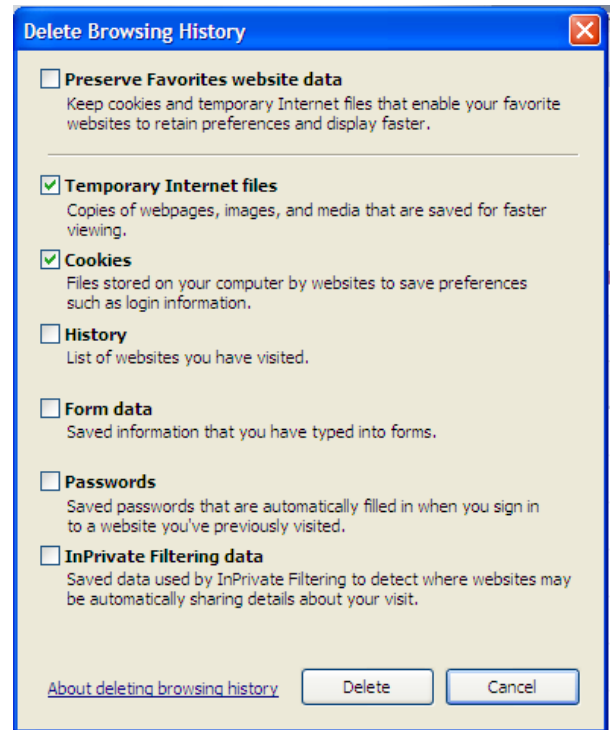 Delete Browsing History
Preserve Favorites website data
Keep cookies and temporary Internet files that enable your favorite
websites to retain preferences and display faster.
Temporary Internet files
Copies of webpages, images, and media that are saved for faster
viewing.
Cookies
Files stored on your computer by websites to save preferences
such as login information.
History
List of websites you have visited.
Form data
Saved information that you have typed into forms.
Passwords
Saved passwords that are automatically filled in when you sign in
to a website you've previously visited.
InPrivate Filtering data
Saved data used by InPrivate Filtering to detect where websites may
be automatically sharing details about your visit.
About deleting browsing history Delete Cancel